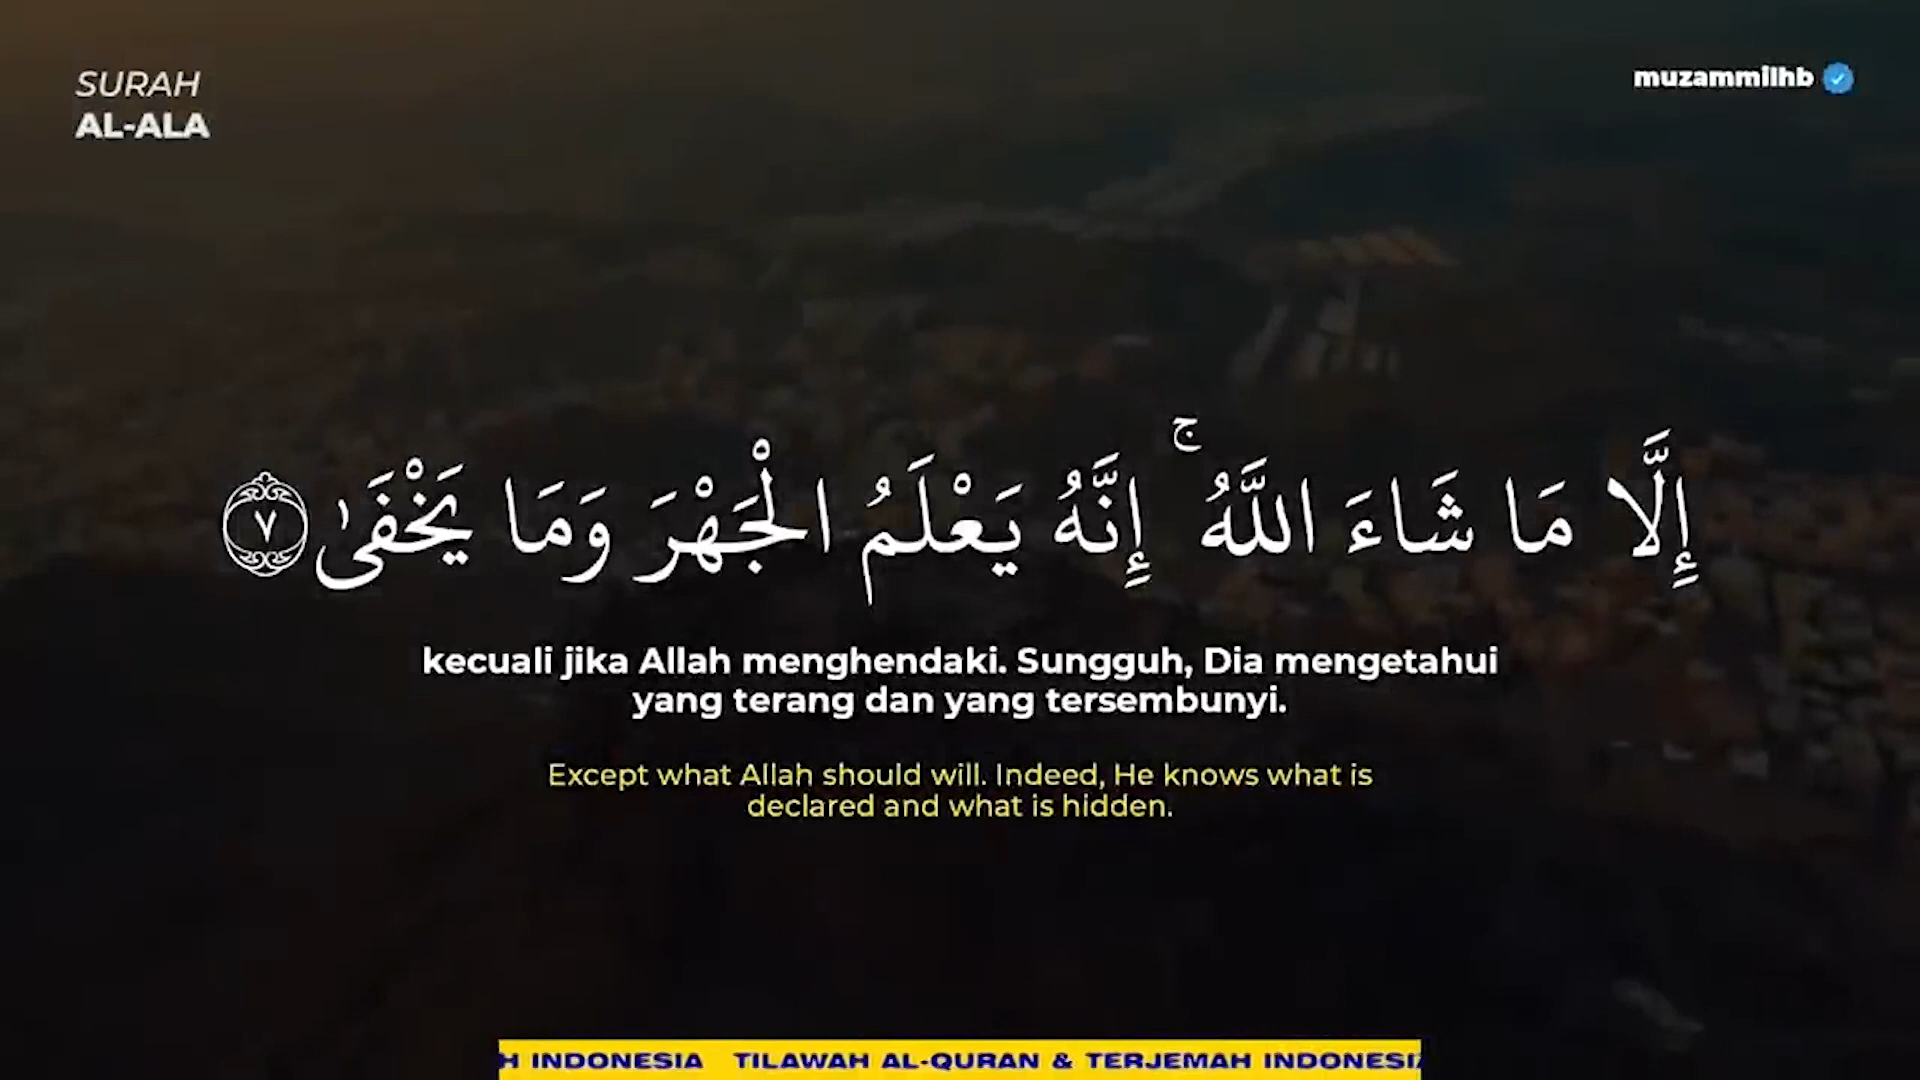 SURAH
AL-ALA
muzammilhb
إِلَّا مَا شَاءَ اللَّهُ ۚ إِنَّهُ يَعْلَمُ الْجَهْرَ وَمَا يَخْفَىٰ ٧
kecuali jika Allah menghendaki. Sungguh, Dia mengetahui
yang terang dan yang tersembunyi.
Except what Allah should will. Indeed, He knows what is
declared and what is hidden.
H INDONESIA TILAWAH AL-QURAN & TERJEMAH INDONESIA